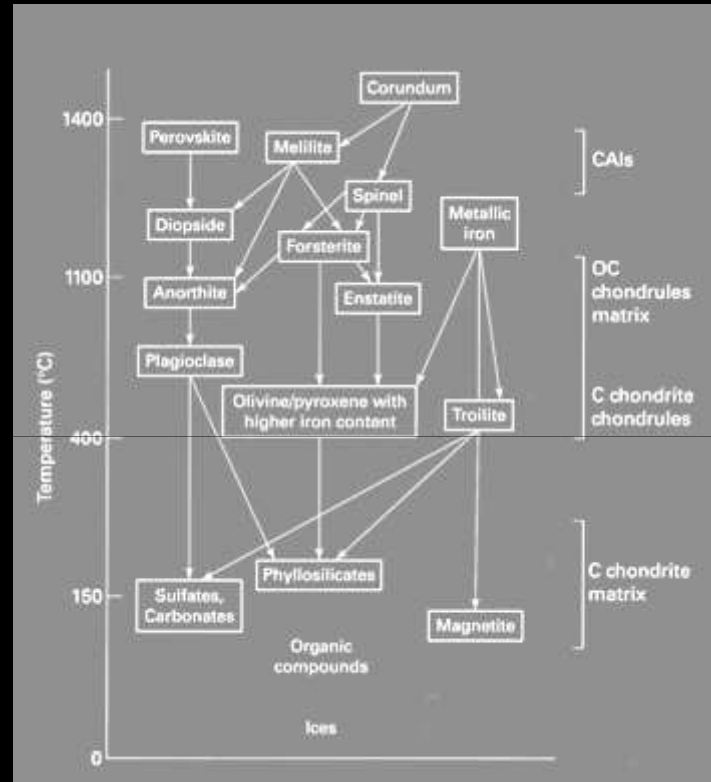 Corundum
1400
Perovskite
Melilite
CAIs
Spinel
Diopside
Metallic
iron
Forsterite
1100
OC
chondrules
matrix
Anorthite
Enstatite
Plagioclase
Temperature (°C)
Olivine/pyroxene with
higher iron content
Troilite
C chondrite
chondrules
400
Phyllosilicates
C chondrite
matrix
150
Sulfates,
Carbonates
Magnetite
Organic
compounds
Ices
0